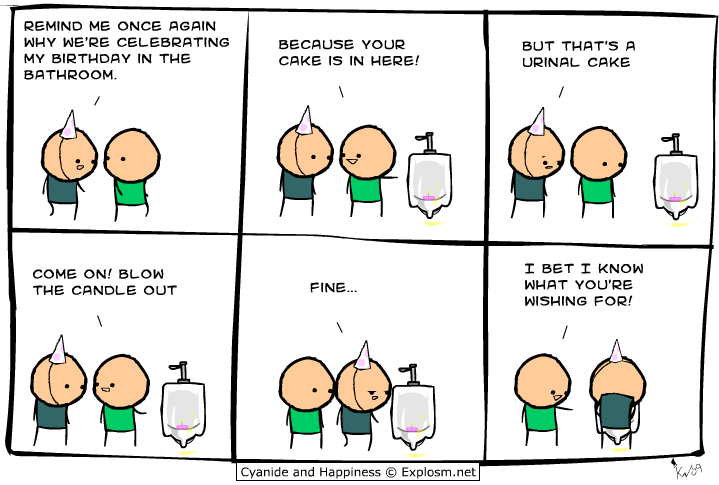 REMIND ME ONCE AGAIN
WHY WE'RE CELEBRATING
MY BIRTHDAY IN THE
BATHROOM.
BECAUSE YOUR
CAKE IS IN HERE!
BUT THAT'S A
URINAL CAKE
COME ON! BLOW
THE CANDLE OUT
FINE...
I BET I KNOW
WHAT YOU'RE
WISHING FOR!
Cyanide and Happiness © Explosm.net